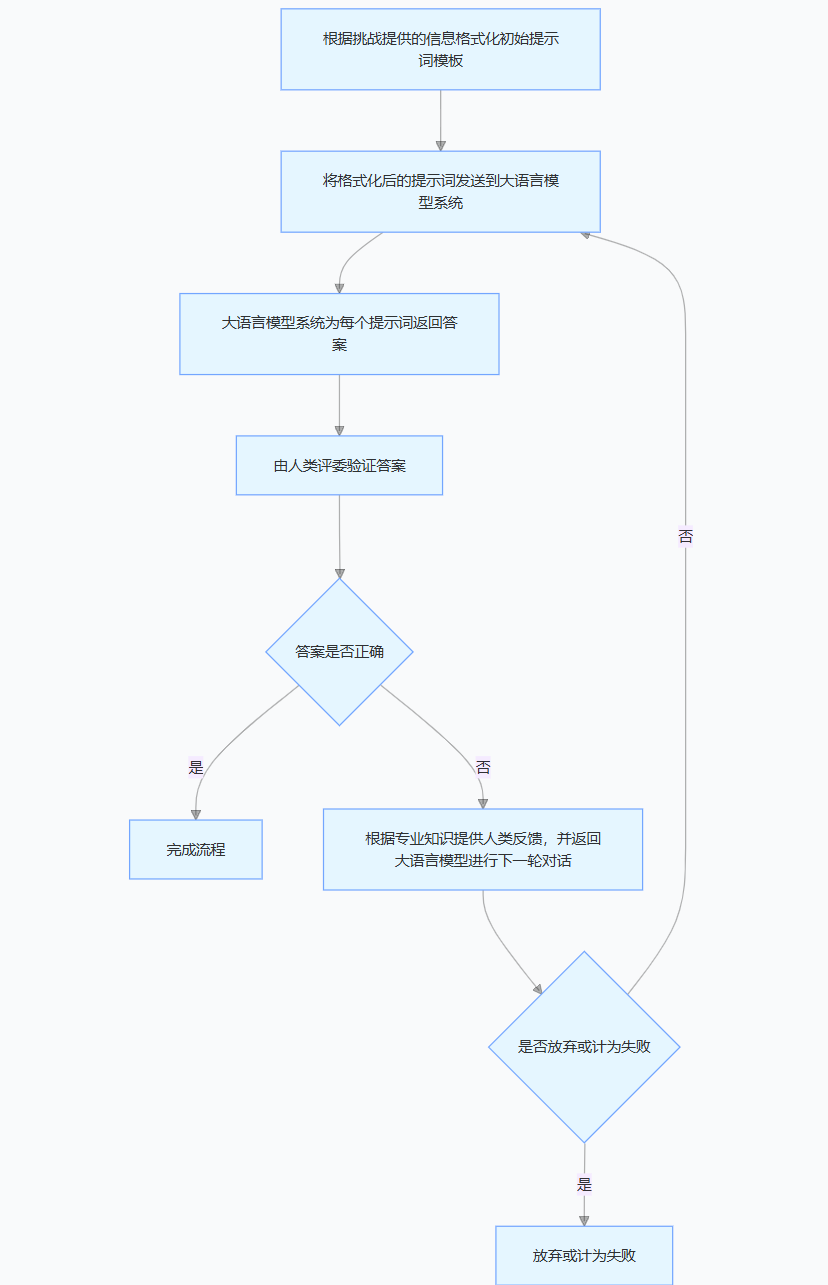 根据挑战提供的信息格式化初始提示
词模板
将格式化后的提示词发送到大语言模
型系统
大语言模型系统为每个提示词返回答
案
由人类评委验证答案
否
答案是否正确
是
否
完成流程
根据专业知识提供人类反馈，并返回
大语言模型进行下一轮对话
是否放弃或计为失败
是
放弃或计为失败